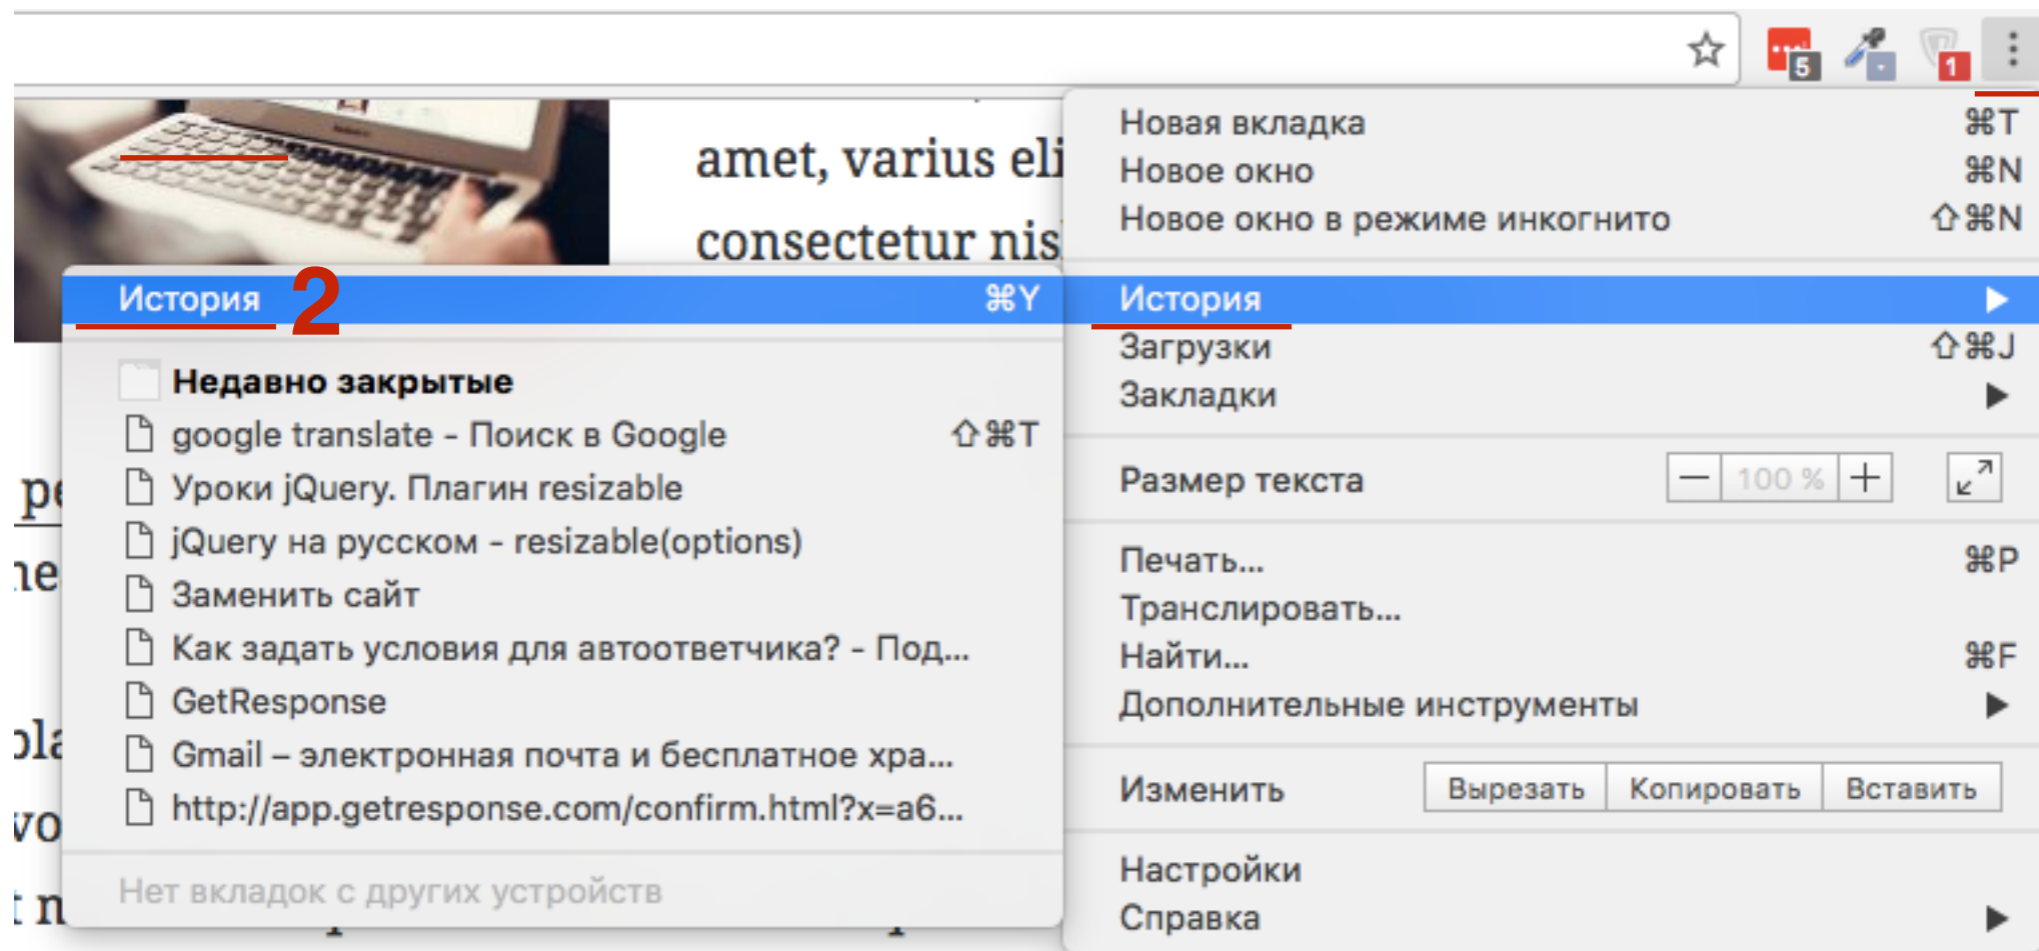 5
1
amet, varius eli
consectetur nis
Новая вкладка ⌘T
Новое окно ⌘N
Новое окно в режиме инкогнито ⇧⌘N
История
Загрузки ⇧⌘J
Закладки
Размер текста — 100 % +
Печать... ⌘P
Транслировать...
Найти... ⌘F
Дополнительные инструменты
Изменить Вырезать Копировать Вставить
Настройки
Справка
История 2 ⌘Y
Недавно закрытые
google translate - Поиск в Google ⇧⌘T
Уроки jQuery. Плагин resizable
jQuery на русском - resizable(options)
Заменить сайт
Как задать условия для автоответчика? - Под...
GetResponse
Gmail – электронная почта и бесплатное хра...
http://app.getresponse.com/confirm.html?x=a6...
Нет вкладок с других устройств